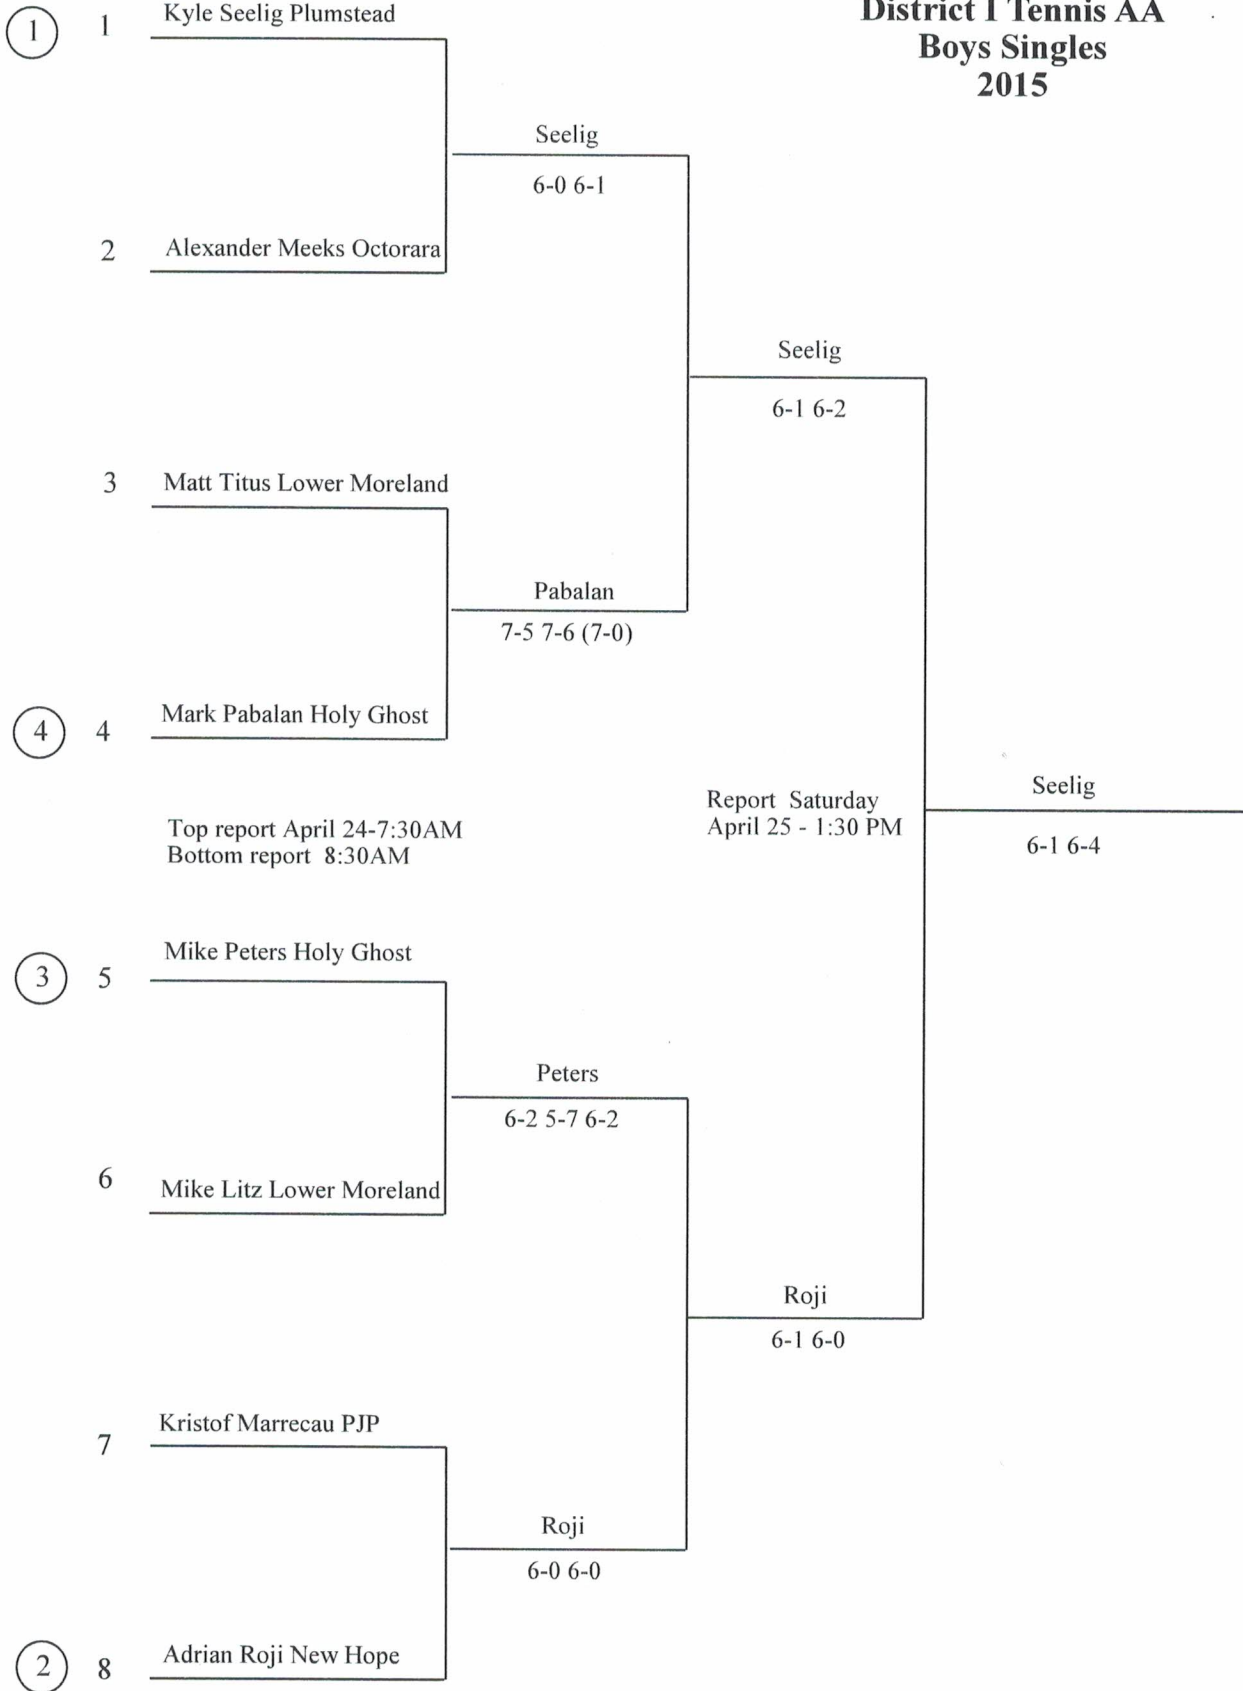 District I Tennis AA
Boys Singles
2015
1 1 Kyle Seelig Plumstead
Seelig
6-0 6-1
2 Alexander Meeks Octorara
Seelig
6-1 6-2
3 Matt Titus Lower Moreland
Pabalan
7-5 7-6 (7-0)
4 4 Mark Pabalan Holy Ghost
Seelig
6-1 6-4
Report Saturday
April 25 - 1:30 PM
Top report April 24-7:30AM
Bottom report 8:30AM
3 5 Mike Peters Holy Ghost
Peters
6-2 5-7 6-2
6 Mike Litz Lower Moreland
Roji
6-1 6-0
7 Kristof Marrecau PJP
Roji
6-0 6-0
2 8 Adrian Roji New Hope